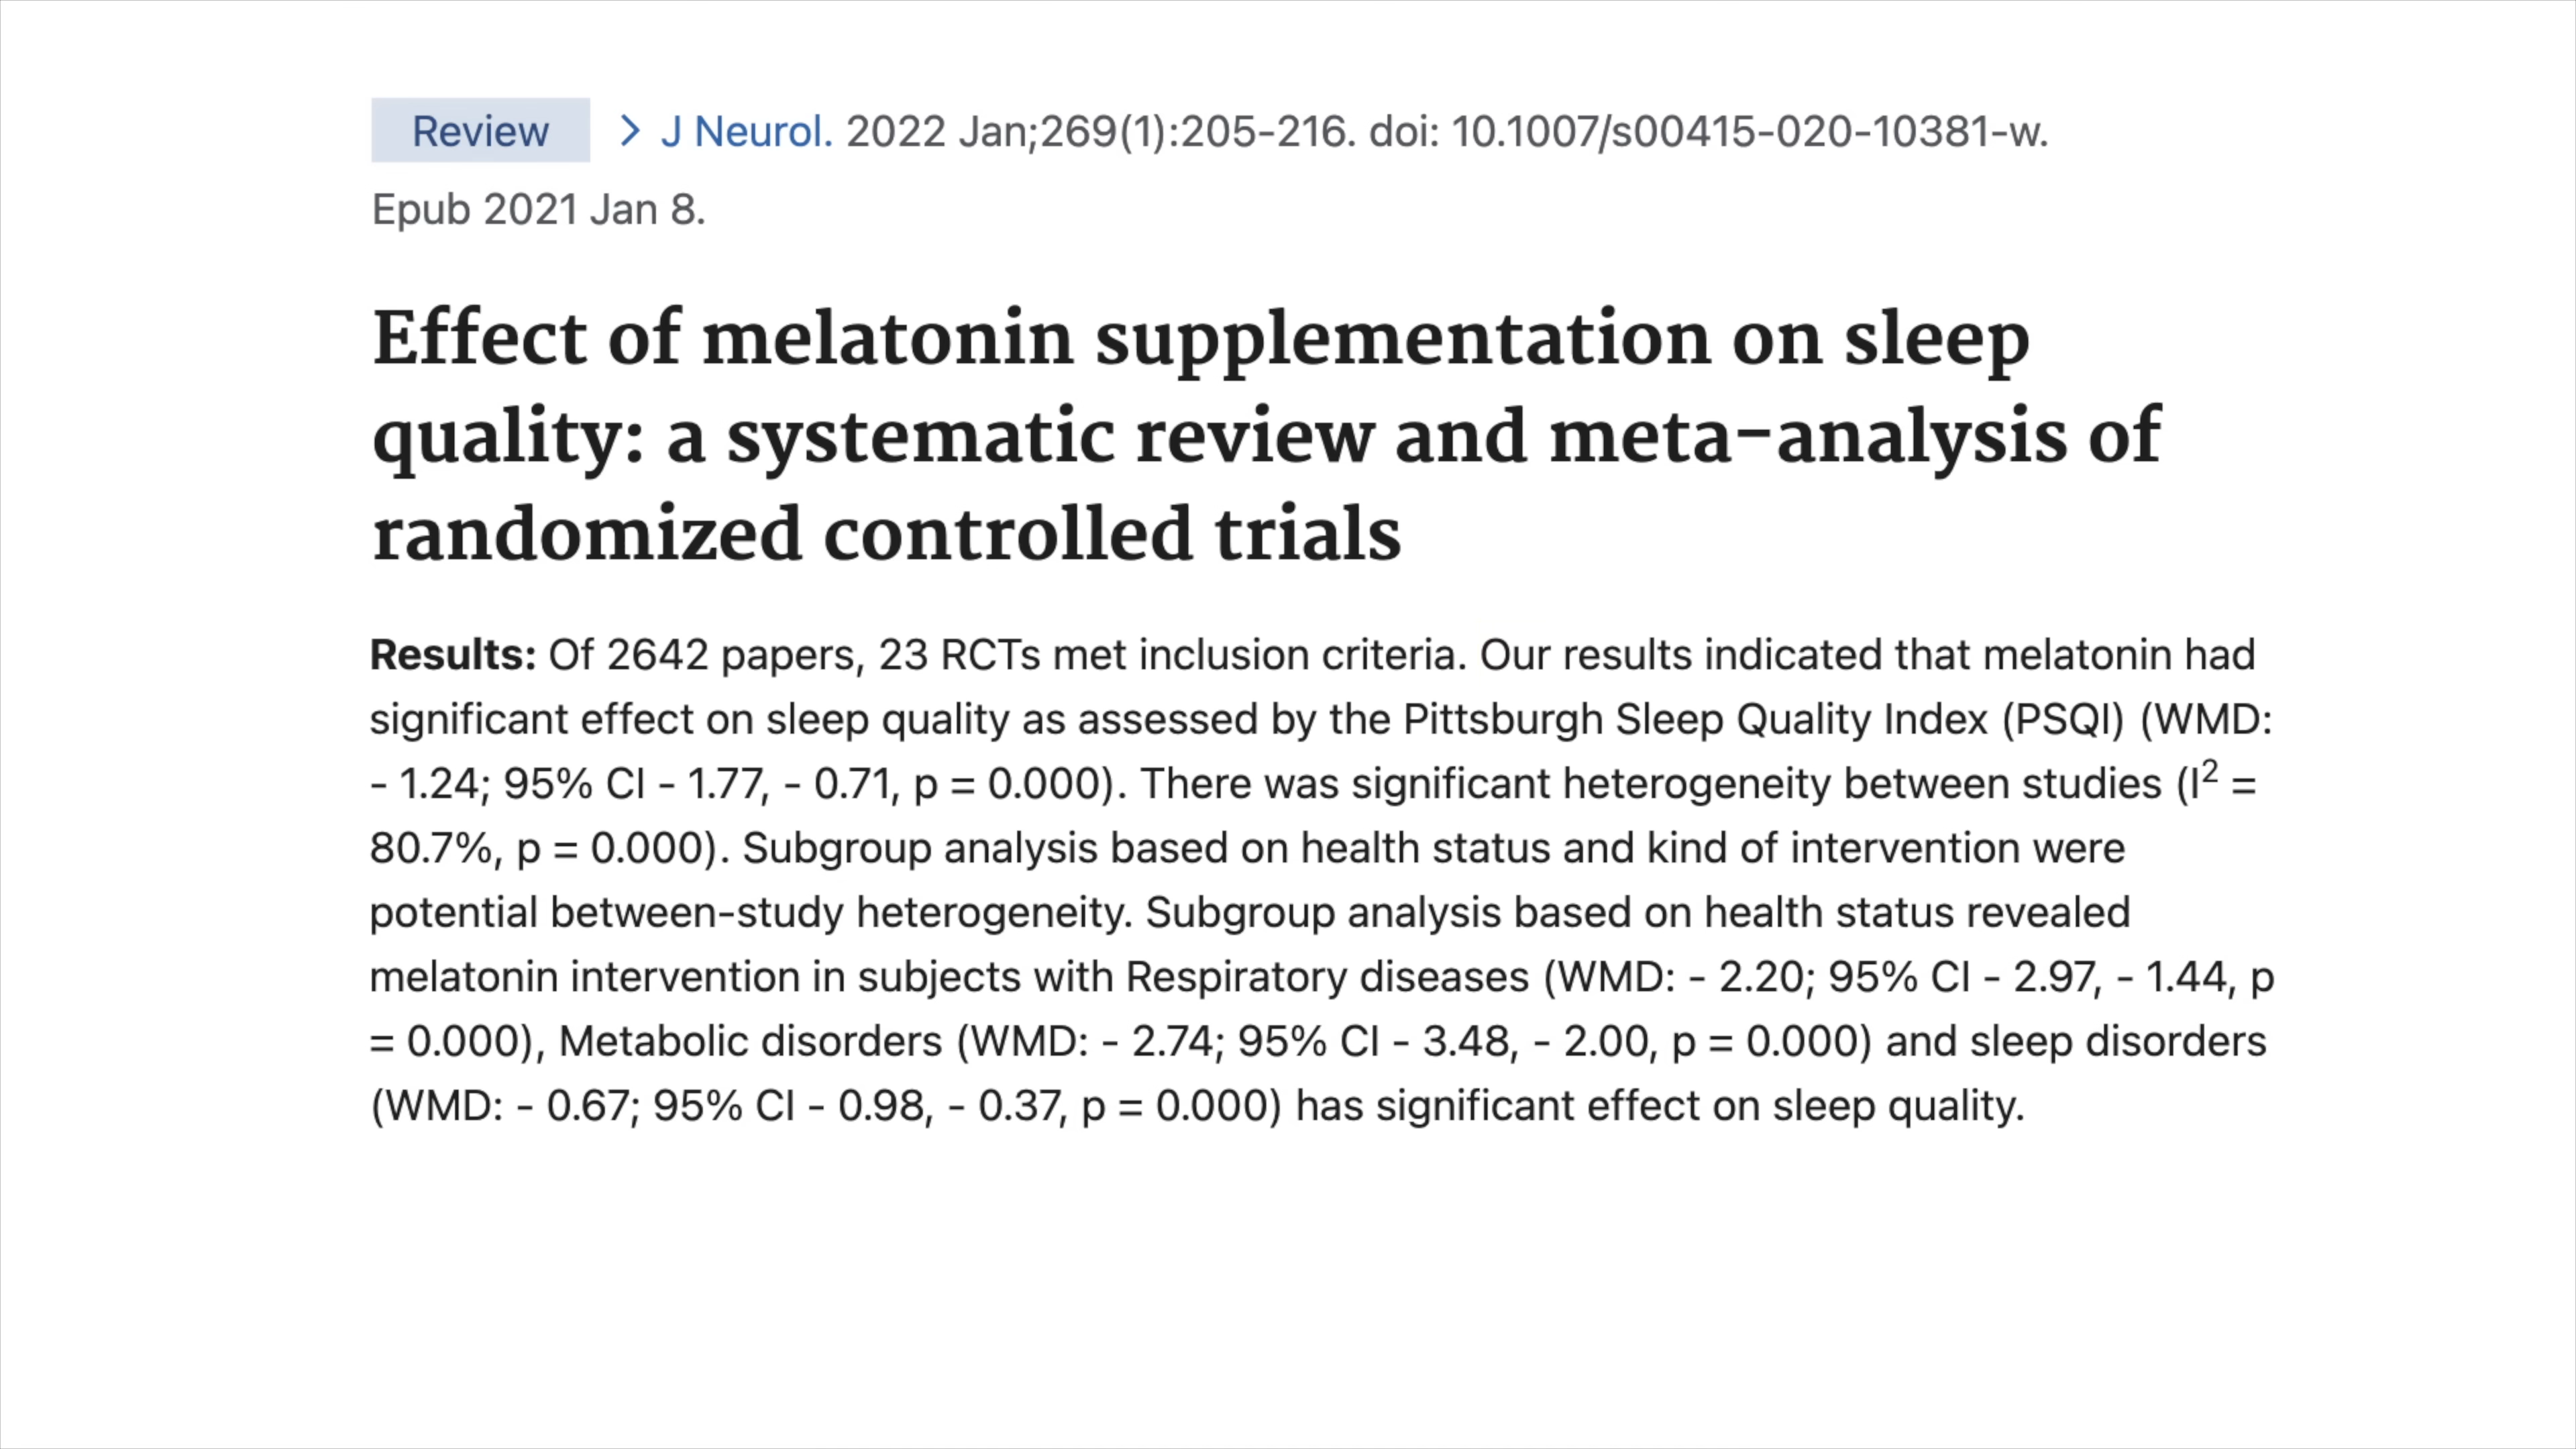 Review > J Neurol. 2022 Jan;269(1):205-216. doi: 10.1007/s00415-020-10381-w.
Epub 2021 Jan 8.
Effect of melatonin supplementation on sleep
quality: a systematic review and meta-analysis of
randomized controlled trials
Results: Of 2642 papers, 23 RCTs met inclusion criteria. Our results indicated that melatonin had
significant effect on sleep quality as assessed by the Pittsburgh Sleep Quality Index (PSQI) (WMD:
- 1.24; 95% CI - 1.77, - 0.71, p = 0.000). There was significant heterogeneity between studies (I² =
80.7%, p = 0.000). Subgroup analysis based on health status and kind of intervention were
potential between-study heterogeneity. Subgroup analysis based on health status revealed
melatonin intervention in subjects with Respiratory diseases (WMD: - 2.20; 95% CI - 2.97, - 1.44, p
= 0.000), Metabolic disorders (WMD: - 2.74; 95% CI - 3.48, - 2.00, p = 0.000) and sleep disorders
(WMD: - 0.67; 95% CI - 0.98, - 0.37, p = 0.000) has significant effect on sleep quality.